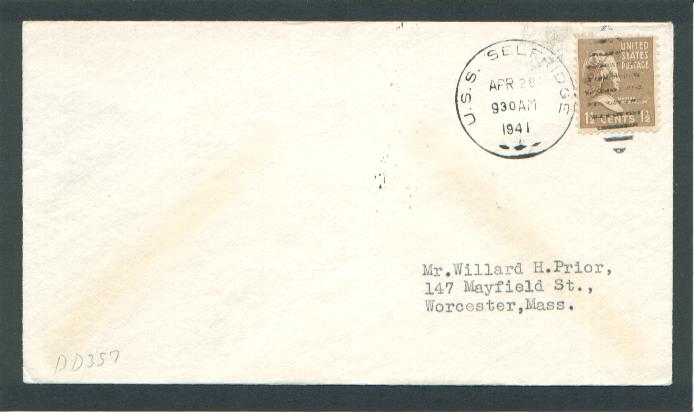 U.S.S. SELFRIDGE
APR 28
930AM
1941
UNITED
STATES
POSTAGE
1½ CENTS 1½
Mr.Willard H.Prior,
147 Mayfield St.,
Worcester,Mass.
DD357